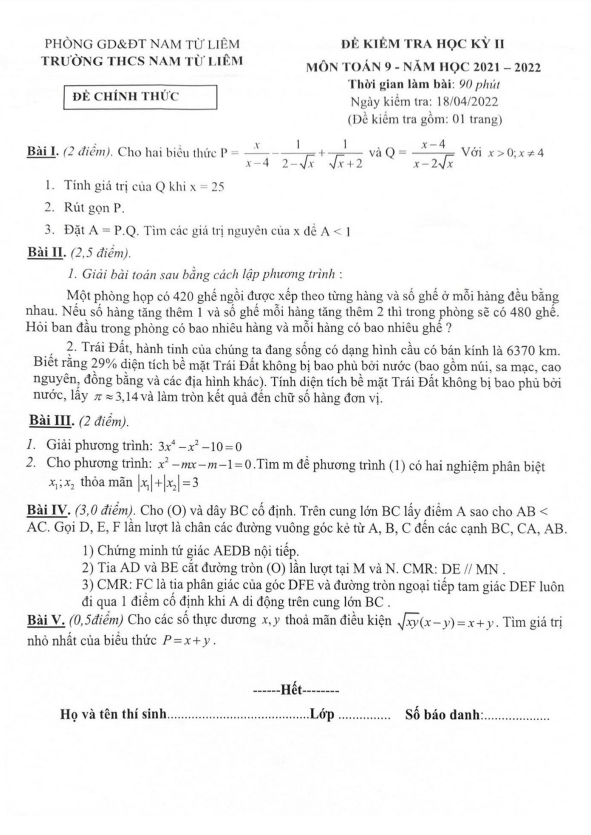 PHÒNG GD&ĐT NAM TỪ LIÊM
TRƯỜNG THCS NAM TỪ LIÊM
ĐỀ CHÍNH THỨC
ĐỀ KIỂM TRA HỌC KỲ II
MÔN TOÁN 9 - NĂM HỌC 2021 – 2022
Thời gian làm bài: 90 phút
Ngày kiểm tra: 18/04/2022
(Đề kiểm tra gồm: 01 trang)
Bài I. (2 điểm). Cho hai biểu thức P = x/(x−4) − 1/(2−√x) + 1/(√x+2) và Q = (x−4)/(x−2√x) Với x > 0; x ≠ 4
1. Tính giá trị của Q khi x = 25
2. Rút gọn P.
3. Đặt A = P.Q. Tìm các giá trị nguyên của x để A < 1
Bài II. (2,5 điểm).
1. Giải bài toán sau bằng cách lập phương trình :
Một phòng họp có 420 ghế ngồi được xếp theo từng hàng và số ghế ở mỗi hàng đều bằng
nhau. Nếu số hàng tăng thêm 1 và số ghế mỗi hàng tăng thêm 2 thì trong phòng sẽ có 480 ghế.
Hỏi ban đầu trong phòng có bao nhiêu hàng và mỗi hàng có bao nhiêu ghế ?
2. Trái Đất, hành tinh của chúng ta đang sống có dạng hình cầu có bán kính là 6370 km.
Biết rằng 29% diện tích bề mặt Trái Đất không bị bao phủ bởi nước (bao gồm núi, sa mạc, cao
nguyên, đồng bằng và các địa hình khác). Tính diện tích bề mặt Trái Đất không bị bao phủ bởi
nước, lấy π ≈ 3,14 và làm tròn kết quả đến chữ số hàng đơn vị.
Bài III. (2 điểm).
1. Giải phương trình: 3x⁴ − x² − 10 = 0
2. Cho phương trình: x² − mx − m − 1 = 0 .Tìm m để phương trình (1) có hai nghiệm phân biệt
x₁; x₂ thỏa mãn |x₁| + |x₂| = 3
Bài IV. (3,0 điểm). Cho (O) và dây BC cố định. Trên cung lớn BC lấy điểm A sao cho AB <
AC. Gọi D, E, F lần lượt là chân các đường vuông góc kẻ từ A, B, C đến các cạnh BC, CA, AB.
1) Chứng minh tứ giác AEDB nội tiếp.
2) Tia AD và BE cắt đường tròn (O) lần lượt tại M và N. CMR: DE // MN .
3) CMR: FC là tia phân giác của góc DFE và đường tròn ngoại tiếp tam giác DEF luôn
đi qua 1 điểm cố định khi A di động trên cung lớn BC .
Bài V. (0,5điểm) Cho các số thực dương x, y thoả mãn điều kiện √xy(x − y) = x + y . Tìm giá trị
nhỏ nhất của biểu thức P = x + y .
------Hết--------
Họ và tên thí sinh.......................................Lớp .............. Số báo danh:..................